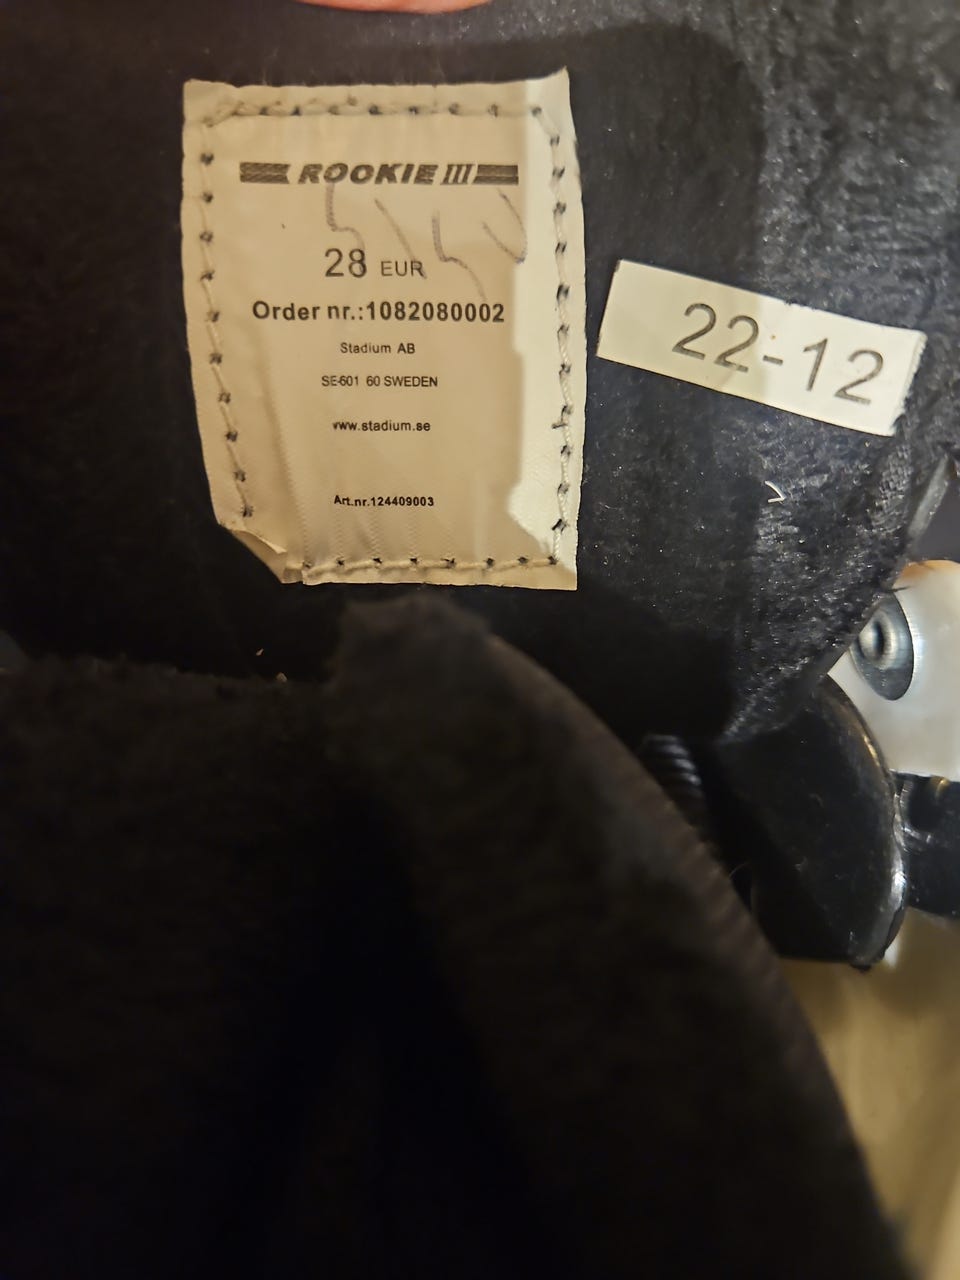 ROOKIE III
28 EUR
Order nr.:1082080002
Stadium AB
SE-601 60 SWEDEN
www.stadium.se
Art.nr.124409003
22-12